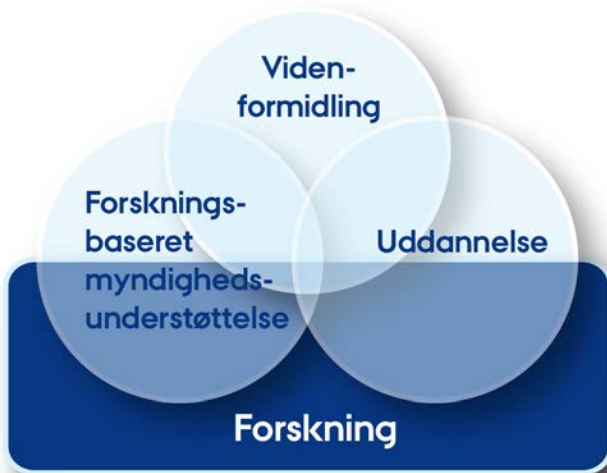 Viden-
formidling
Forsknings-
baseret
myndigheds-
understøttelse
Uddannelse
Forskning